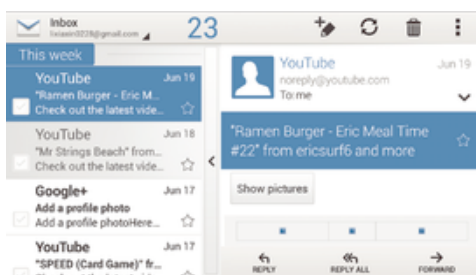 Inbox
23
This week
YouTube Jun 19
"Ramen Burger - Eric M...
Check out the latest vide...
YouTube Jun 18
"Mr Strings Beach" from...
Check out the latest vide...
Google+ Jun 17
Add a profile photo
Add a profile photoHere...
YouTube Jun 17
"SPEED (Card Game)" fr...
YouTube Jun 19
noreply@youtube.com
To: me
"Ramen Burger - Eric Meal Time
#22" from ericsurf6 and more
Show pictures
REPLY REPLY ALL FORWARD